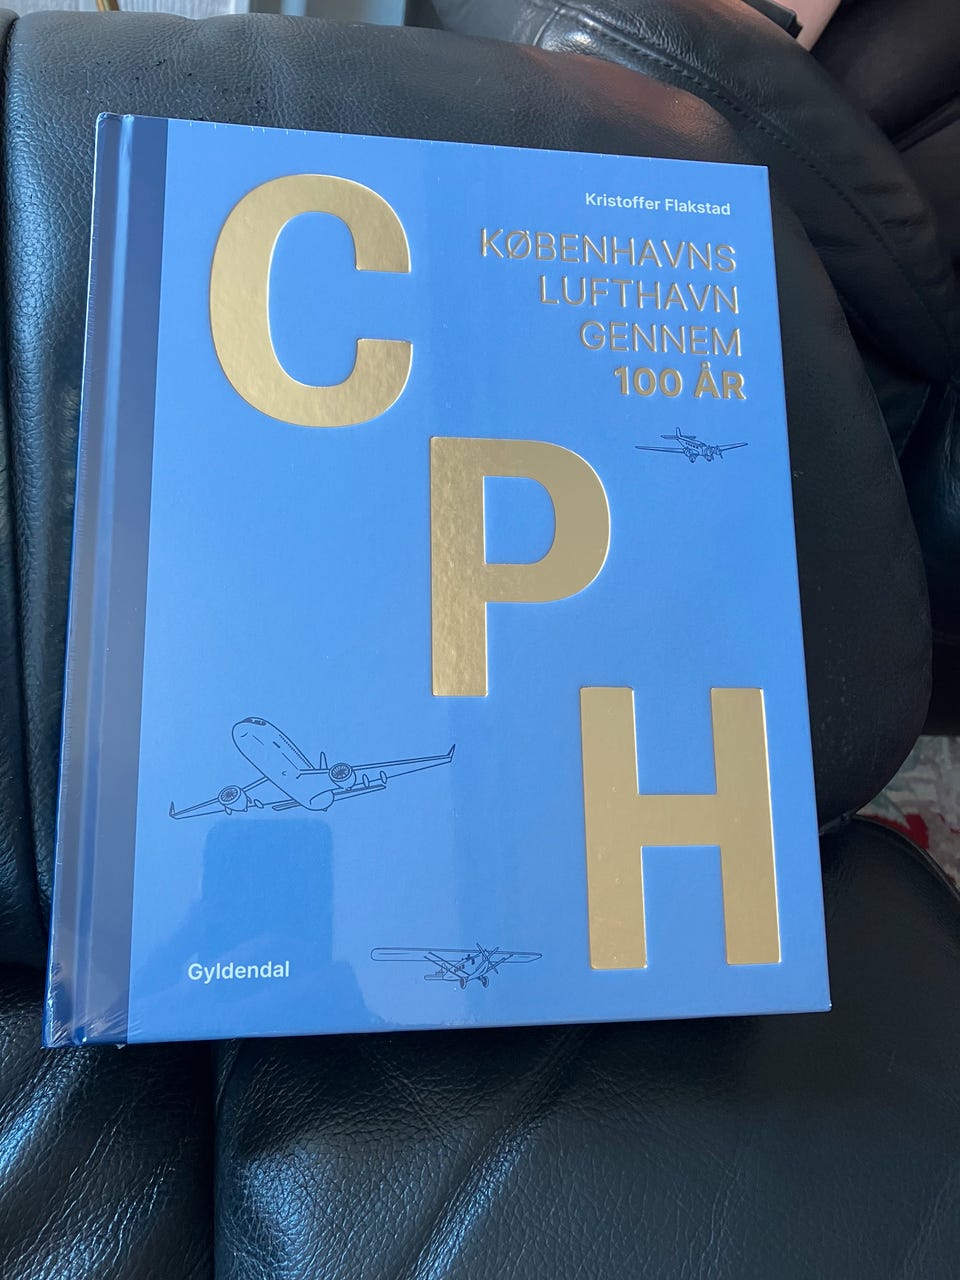 Kristoffer Flakstad
KØBENHAVNS
LUFTHAVN
GENNEM
100 ÅR
C
P
H
Gyldendal